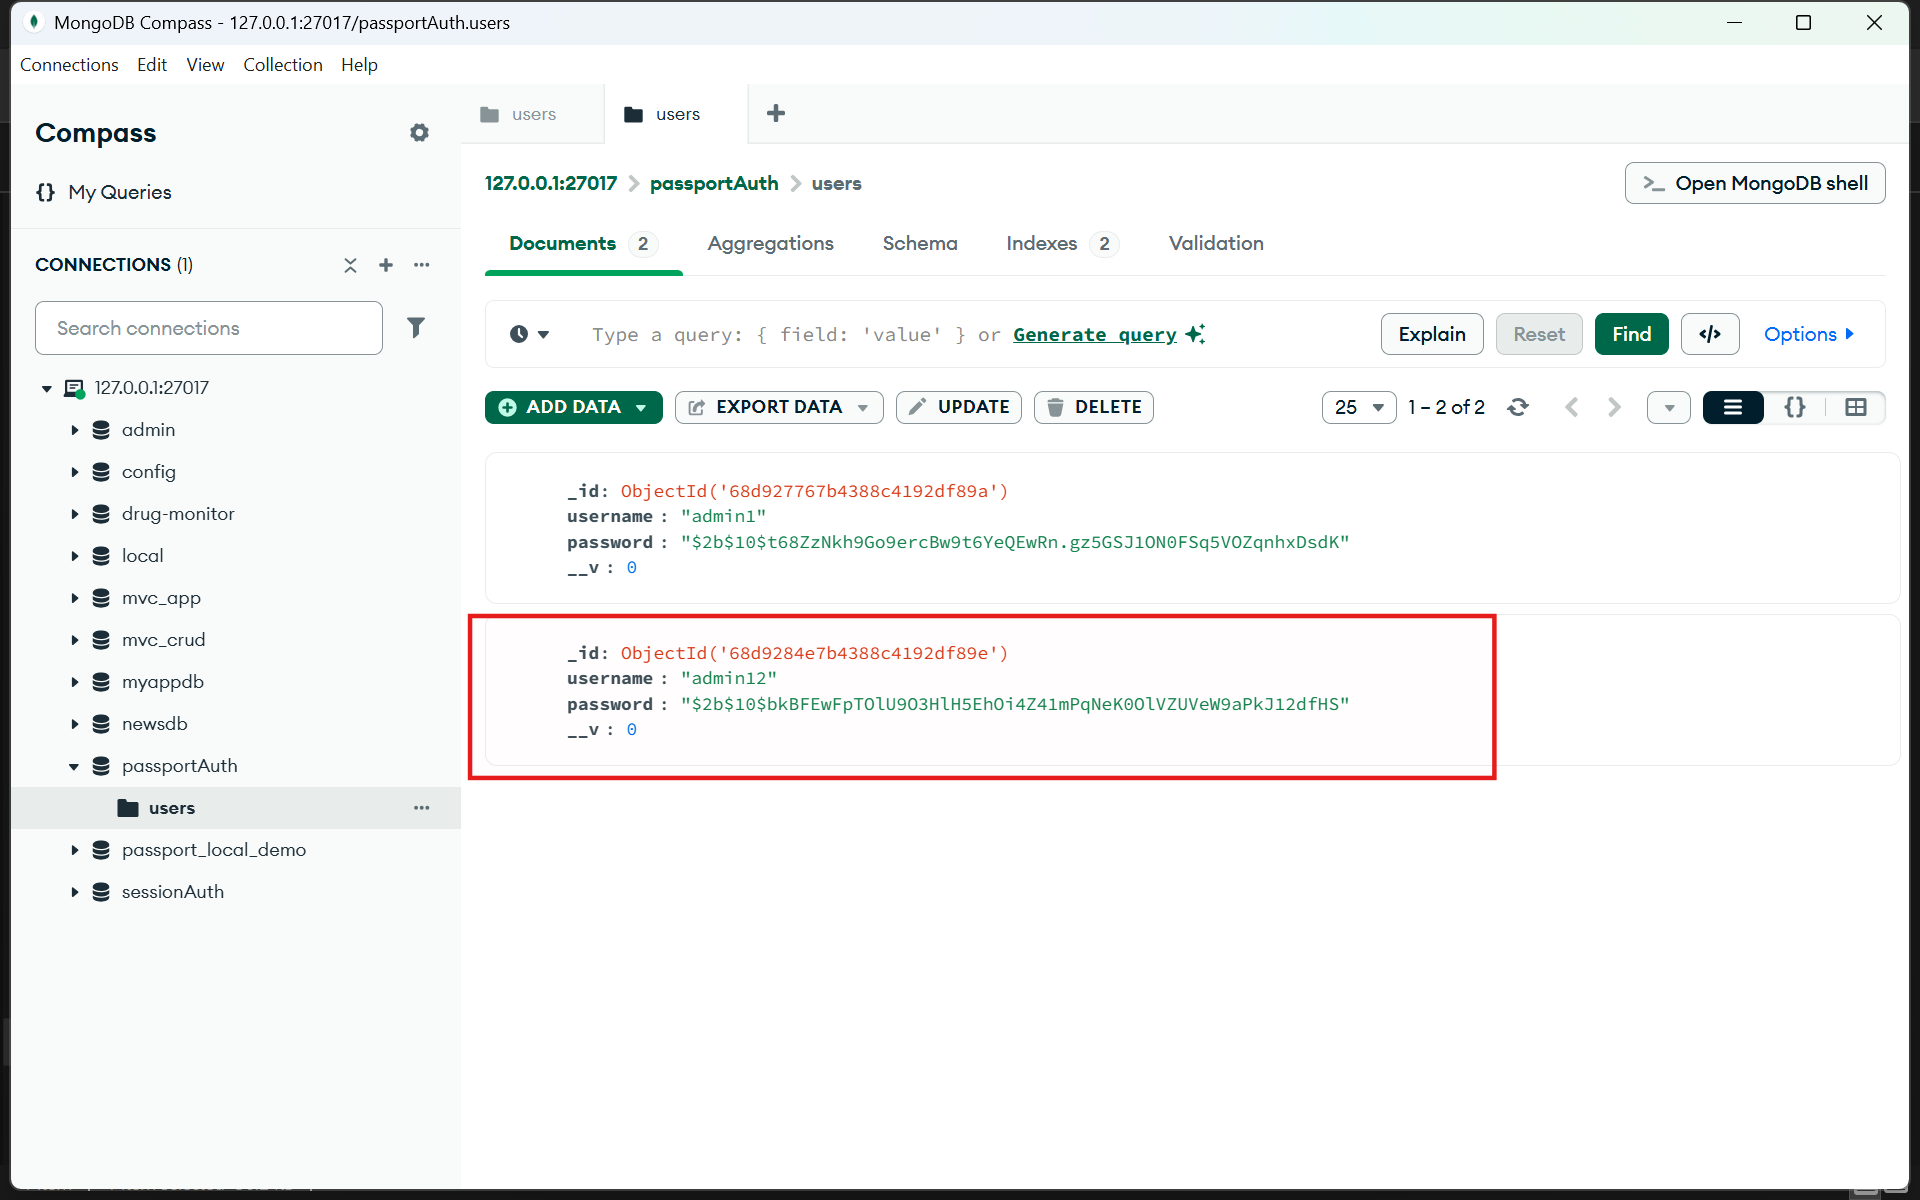 MongoDB Compass - 127.0.0.1:27017/passportAuth.users
Connections Edit View Collection Help
Compass
{} My Queries
CONNECTIONS (1)
Search connections
127.0.0.1:27017
admin
config
drug-monitor
local
mvc_app
mvc_crud
myappdb
newsdb
passportAuth
users
passport_local_demo
sessionAuth
users
users
127.0.0.1:27017 > passportAuth > users
>_ Open MongoDB shell
Documents 2 Aggregations Schema Indexes 2 Validation
Type a query: { field: 'value' } or Generate query
Explain Reset Find </> Options
ADD DATA EXPORT DATA UPDATE DELETE
25 1 – 2 of 2 {}
_id: ObjectId('68d927767b4388c4192df89a')
username : "admin1"
password : "$2b$10$t68ZzNkh9Go9ercBw9t6YeQEwRn.gz5GSJ1ON0FSq5VOZqnhxDsdK"
__v : 0
_id: ObjectId('68d9284e7b4388c4192df89e')
username : "admin12"
password : "$2b$10$bkBFEwFpTOlU9O3HlH5EhOi4Z41mPqNeK0OlVZUVeW9aPkJ12dfHS"
__v : 0